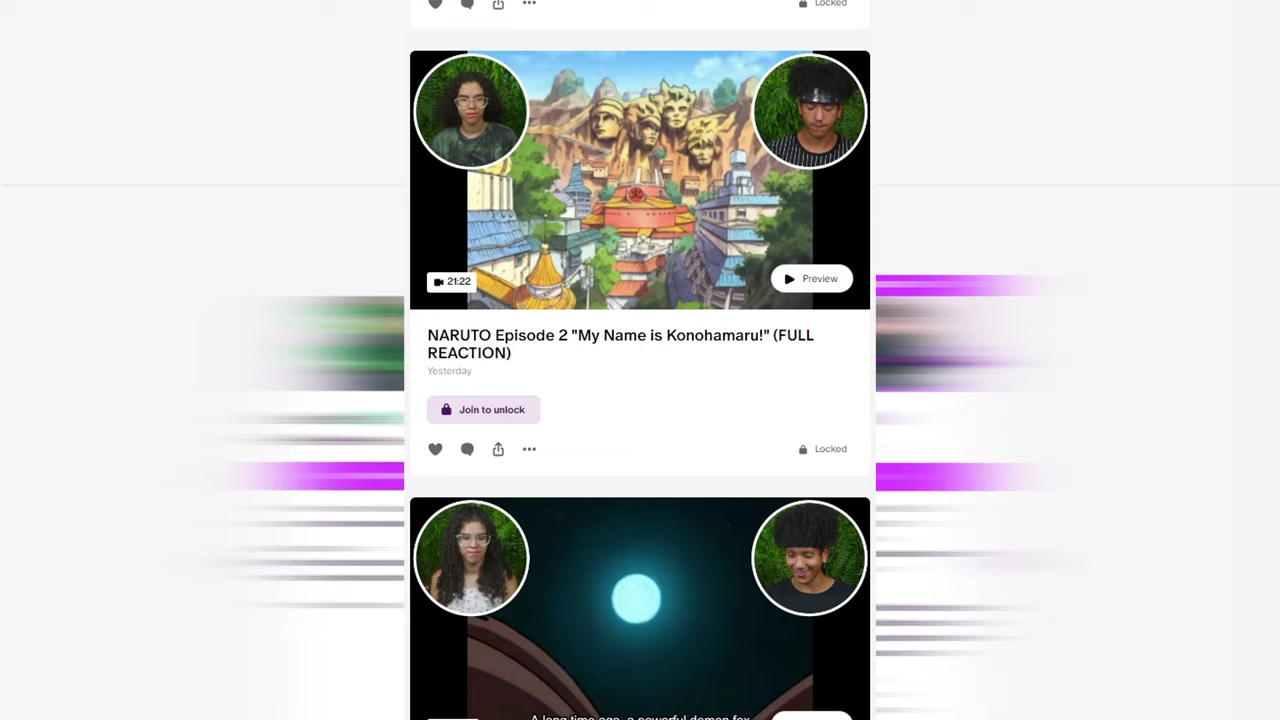 Locked
21:22
Preview
NARUTO Episode 2 "My Name is Konohamaru!" (FULL
REACTION)
Yesterday
Join to unlock
Locked
A long time ago, a powerful demon fox